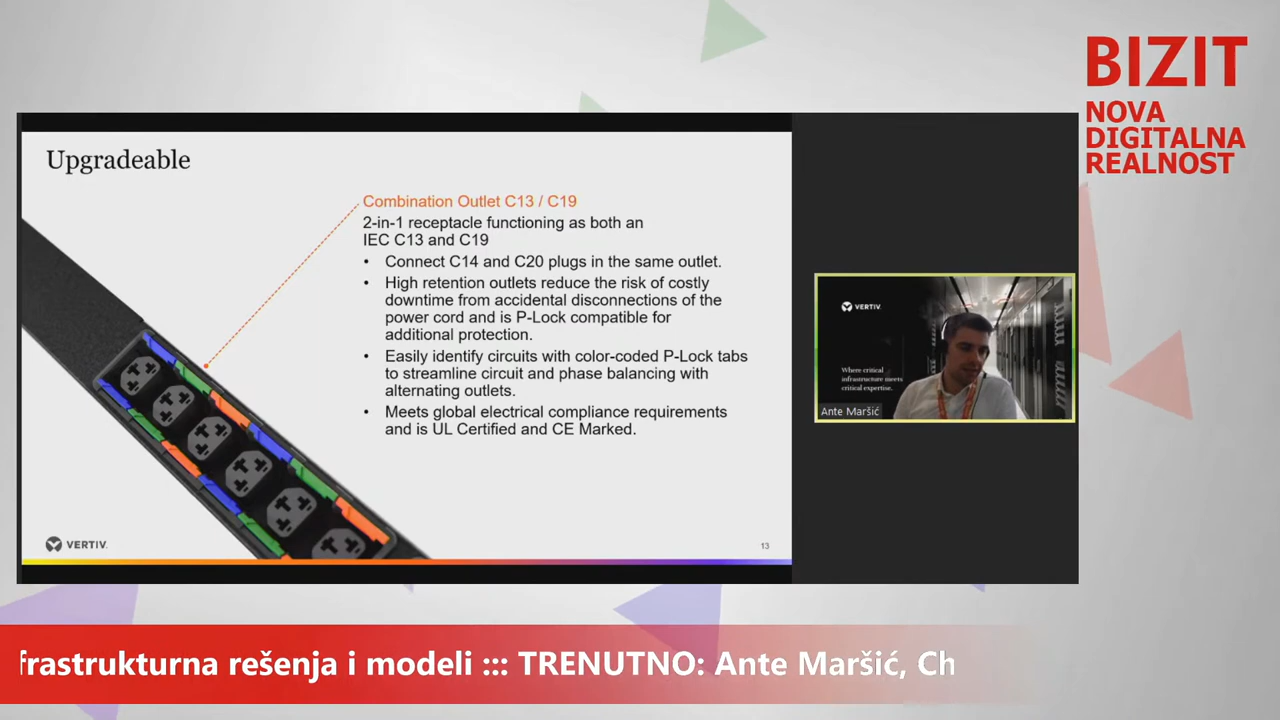 BIZIT
NOVA
DIGITALNA
REALNOST
Upgradeable
Combination Outlet C13 / C19
2-in-1 receptacle functioning as both an
IEC C13 and C19
• Connect C14 and C20 plugs in the same outlet.
• High retention outlets reduce the risk of costly
downtime from accidental disconnections of the
power cord and is P-Lock compatible for
additional protection.
• Easily identify circuits with color-coded P-Lock tabs
to streamline circuit and phase balancing with
alternating outlets.
• Meets global electrical compliance requirements
and is UL Certified and CE Marked.
VERTIV.
13
VERTIV.
Where critical
infrastructure meets
critical expertise.
Ante Maršić
frastrukturna rešenja i modeli ::: TRENUTNO: Ante Maršić, Ch